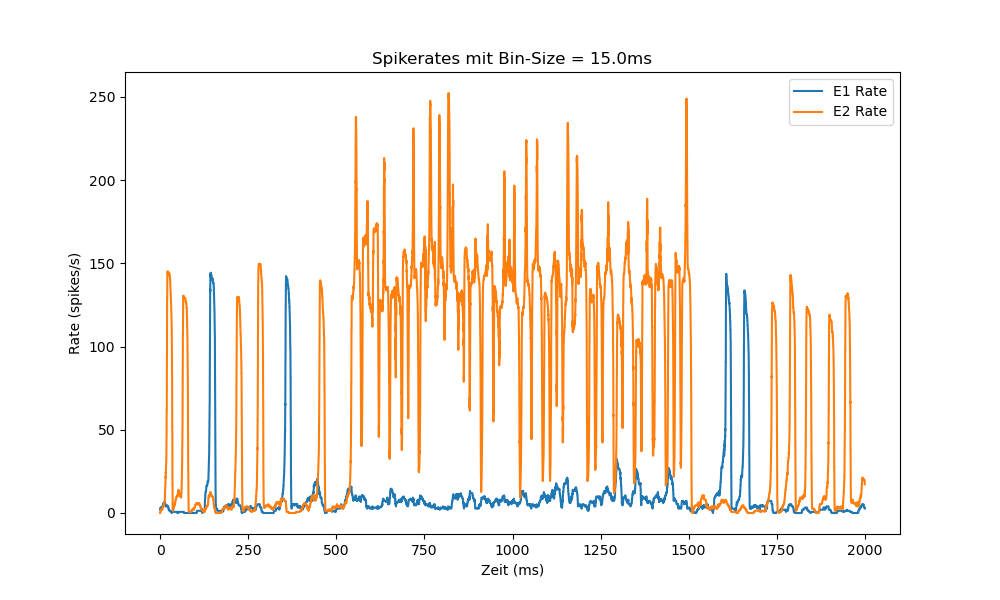 Spikerates mit Bin-Size = 15.0ms
E1 Rate
E2 Rate
Rate (spikes/s)
250
200
150
100
50
0
0 250 500 750 1000 1250 1500 1750 2000
Zeit (ms)